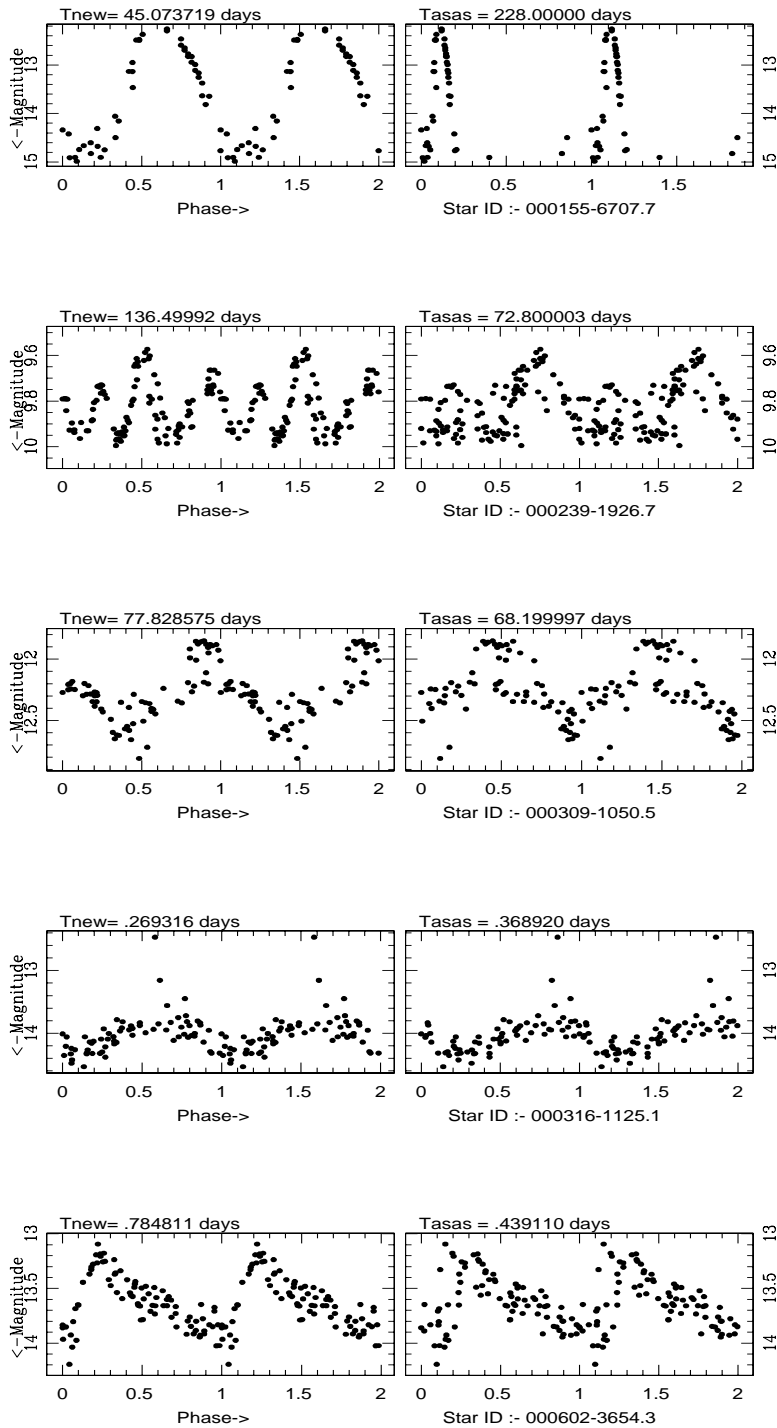 Tnew= 45.073719 days Tasas = 228.00000 days
<-Magnitude
13 13
14 14
15 15
0 0.5 1 1.5 2 0 0.5 1 1.5
Phase-> Star ID :- 000155-6707.7
Tnew= 136.49992 days Tasas = 72.800003 days
<-Magnitude
9.6 9.6
9.8 9.8
10 10
0 0.5 1 1.5 2 0 0.5 1 1.5 2
Phase-> Star ID :- 000239-1926.7
Tnew= 77.828575 days Tasas = 68.199997 days
<-Magnitude
12 12
12.5 12.5
0 0.5 1 1.5 2 0 0.5 1 1.5 2
Phase-> Star ID :- 000309-1050.5
Tnew= .269316 days Tasas = .368920 days
<-Magnitude
13 13
14 14
0 0.5 1 1.5 2 0 0.5 1 1.5 2
Phase-> Star ID :- 000316-1125.1
Tnew= .784811 days Tasas = .439110 days
<-Magnitude
13 13
13.5 13.5
14 14
0 0.5 1 1.5 2 0 0.5 1 1.5 2
Phase-> Star ID :- 000602-3654.3